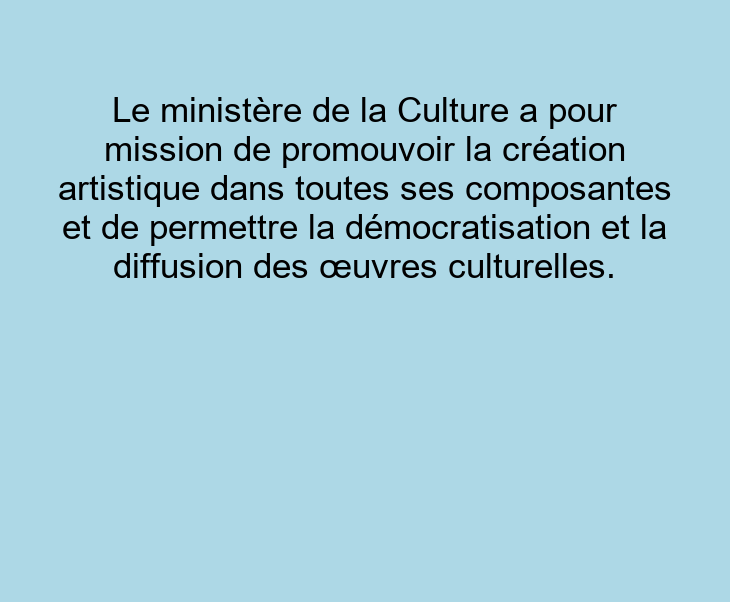 Le ministère de la Culture a pour
mission de promouvoir la création
artistique dans toutes ses composantes
et de permettre la démocratisation et la
diffusion des œuvres culturelles.